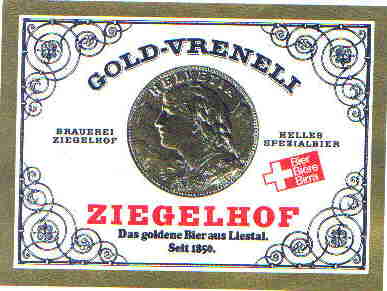 GOLD-VRENELI
HELVETIA
BRAUEREI
ZIEGELHOF
HELLES
SPEZIALBIER
Bier
Bière
Birra
ZIEGELHOF
Das goldene Bier aus Liestal.
Seit 1850.